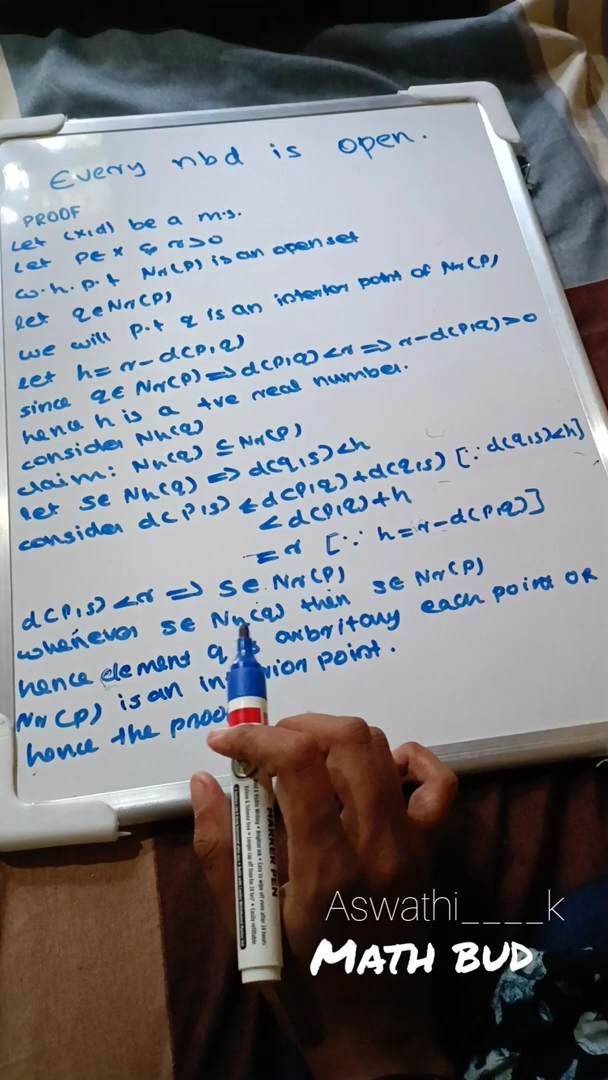 Every nbd is open.
PROOF
Let (x,d) be a m.s.
Let P∈X & r>0
w.h.p.t Nr(P) is an open set
let q∈Nr(P)
we will p.t q is an interior point of Nr(P)
Let h=r-d(P,q)
since q∈ Nr(P)⇒d(P,q)<r⇒r-d(P,q)>0
hence h is a +ve real number.
consider Nh(q)
claim: Nh(q) ⊆ Nr(P)
let s∈ Nh(q) ⇒ d(q,s)<h
consider d(P,s) ≤d(P,q)+d(q,s) [∵d(q,s)<h]
<d(P,q)+h
=r [∵ h=r-d(P,q)]
d(P,s)<r ⇒ s∈ Nr(P)
whenever s∈ Nh(q) then s∈ Nr(P)
hence element q arbritary each point of
Nr(P) is an point.
hence the
MARKER PEN
Aswathi____k
MATH BUD